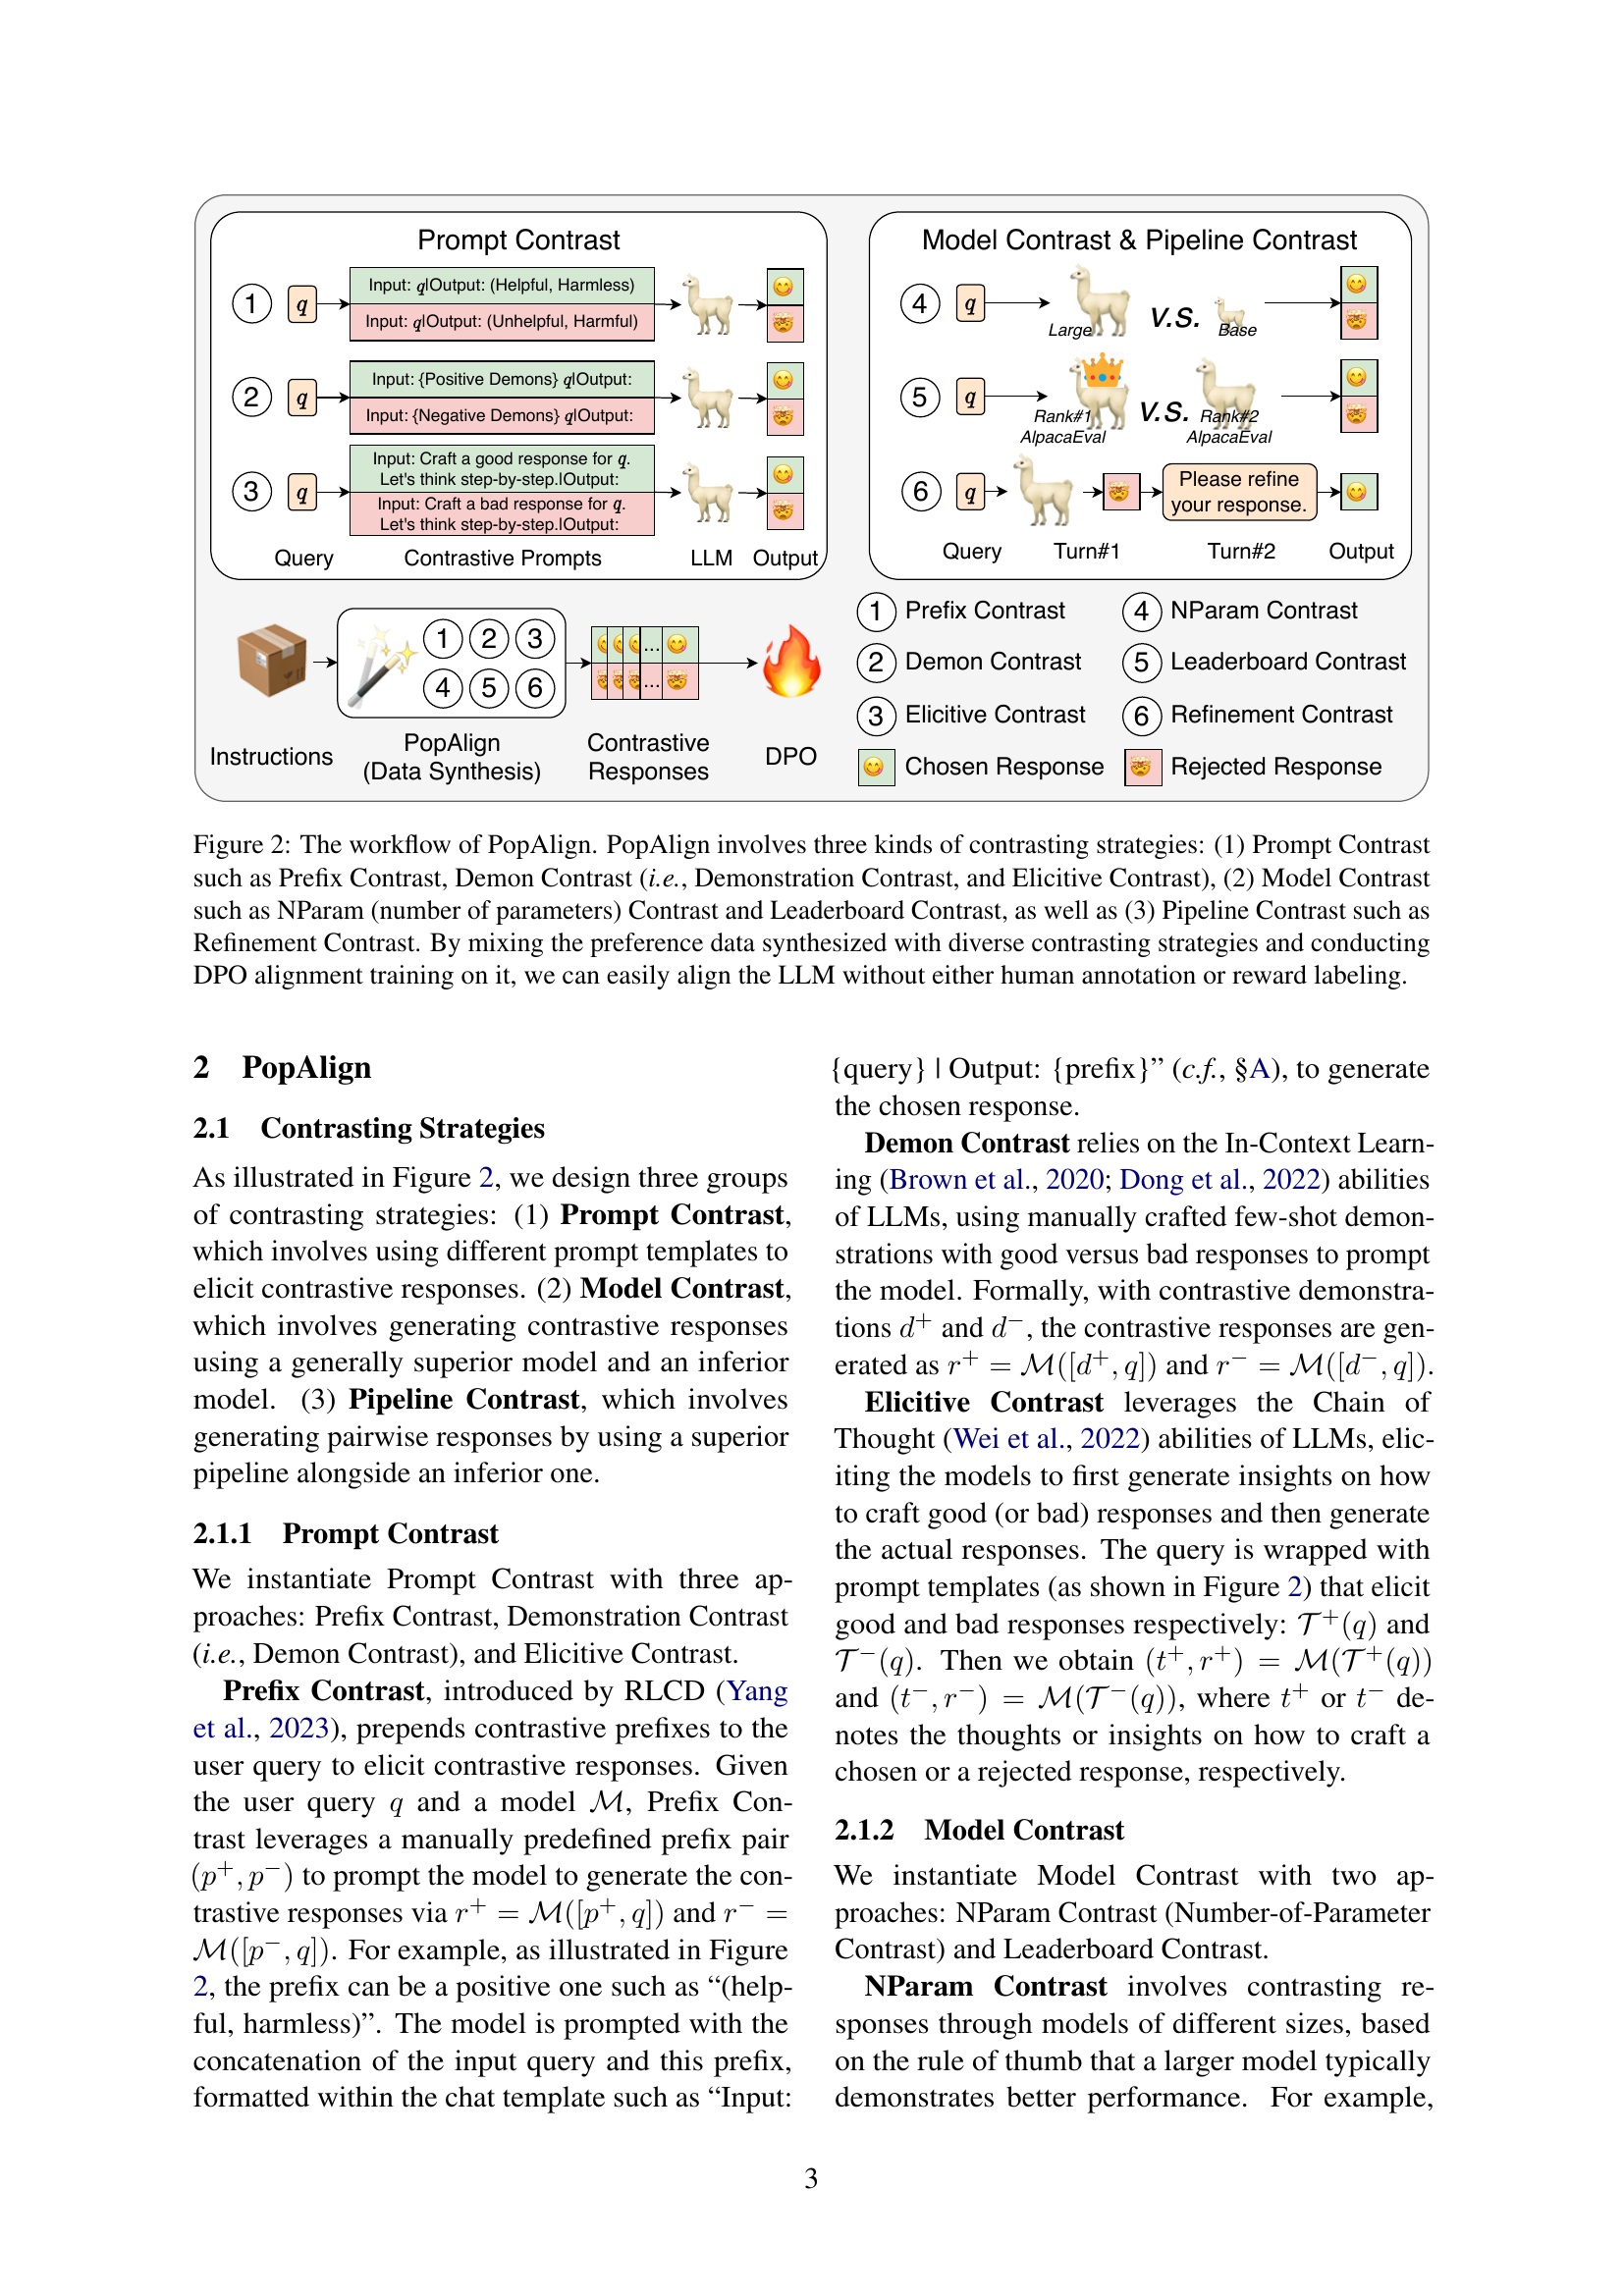 Prompt Contrast
1 q Input: q|Output: (Helpful, Harmless)
Input: q|Output: (Unhelpful, Harmful)
2 q Input: {Positive Demons} q|Output:
Input: {Negative Demons} q|Output:
3 q Input: Craft a good response for q.
Let's think step-by-step.|Output:
Input: Craft a bad response for q.
Let's think step-by-step.|Output:
Query Contrastive Prompts LLM Output
Model Contrast & Pipeline Contrast
4 q Large V.S. Base
5 q Rank#1 AlpacaEval V.S. Rank#2 AlpacaEval
6 q Please refine
your response.
Query Turn#1 Turn#2 Output
1 2 3
4 5 6
... 
...
Instructions PopAlign
(Data Synthesis)
Contrastive
Responses
DPO
1 Prefix Contrast 4 NParam Contrast
2 Demon Contrast 5 Leaderboard Contrast
3 Elicitive Contrast 6 Refinement Contrast
Chosen Response Rejected Response
Figure 2: The workflow of PopAlign. PopAlign involves three kinds of contrasting strategies: (1) Prompt Contrast
such as Prefix Contrast, Demon Contrast (i.e., Demonstration Contrast, and Elicitive Contrast), (2) Model Contrast
such as NParam (number of parameters) Contrast and Leaderboard Contrast, as well as (3) Pipeline Contrast such as
Refinement Contrast. By mixing the preference data synthesized with diverse contrasting strategies and conducting
DPO alignment training on it, we can easily align the LLM without either human annotation or reward labeling.
2 PopAlign
2.1 Contrasting Strategies
As illustrated in Figure 2, we design three groups
of contrasting strategies: (1) Prompt Contrast,
which involves using different prompt templates to
elicit contrastive responses. (2) Model Contrast,
which involves generating contrastive responses
using a generally superior model and an inferior
model. (3) Pipeline Contrast, which involves
generating pairwise responses by using a superior
pipeline alongside an inferior one.
2.1.1 Prompt Contrast
We instantiate Prompt Contrast with three ap-
proaches: Prefix Contrast, Demonstration Contrast
(i.e., Demon Contrast), and Elicitive Contrast.
Prefix Contrast, introduced by RLCD (Yang
et al., 2023), prepends contrastive prefixes to the
user query to elicit contrastive responses. Given
the user query q and a model ℳ, Prefix Con-
trast leverages a manually predefined prefix pair
(p⁺, p⁻) to prompt the model to generate the con-
trastive responses via r⁺ = ℳ([p⁺, q]) and r⁻ =
ℳ([p⁻, q]). For example, as illustrated in Figure
2, the prefix can be a positive one such as “(help-
ful, harmless)”. The model is prompted with the
concatenation of the input query and this prefix,
formatted within the chat template such as “Input:
{query} | Output: {prefix}” (c.f., §A), to generate
the chosen response.
Demon Contrast relies on the In-Context Learn-
ing (Brown et al., 2020; Dong et al., 2022) abilities
of LLMs, using manually crafted few-shot demon-
strations with good versus bad responses to prompt
the model. Formally, with contrastive demonstra-
tions d⁺ and d⁻, the contrastive responses are gen-
erated as r⁺ = ℳ([d⁺, q]) and r⁻ = ℳ([d⁻, q]).
Elicitive Contrast leverages the Chain of
Thought (Wei et al., 2022) abilities of LLMs, elic-
iting the models to first generate insights on how
to craft good (or bad) responses and then generate
the actual responses. The query is wrapped with
prompt templates (as shown in Figure 2) that elicit
good and bad responses respectively: 𝒯⁺(q) and
𝒯⁻(q). Then we obtain (t⁺, r⁺) = ℳ(𝒯⁺(q))
and (t⁻, r⁻) = ℳ(𝒯⁻(q)), where t⁺ or t⁻ de-
notes the thoughts or insights on how to craft a
chosen or a rejected response, respectively.
2.1.2 Model Contrast
We instantiate Model Contrast with two ap-
proaches: NParam Contrast (Number-of-Parameter
Contrast) and Leaderboard Contrast.
NParam Contrast involves contrasting re-
sponses through models of different sizes, based
on the rule of thumb that a larger model typically
demonstrates better performance. For example,
3